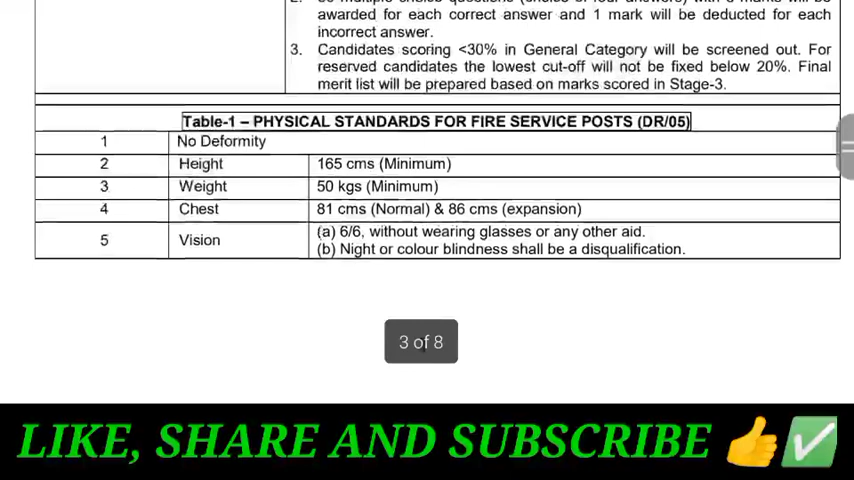 awarded for each correct answer and 1 mark will be deducted for each
incorrect answer.
3. Candidates scoring <30% in General Category will be screened out. For
reserved candidates the lowest cut-off will not be fixed below 20%. Final
merit list will be prepared based on marks scored in Stage-3.
Table-1 – PHYSICAL STANDARDS FOR FIRE SERVICE POSTS (DR/05)
1 No Deformity
2 Height 165 cms (Minimum)
3 Weight 50 kgs (Minimum)
4 Chest 81 cms (Normal) & 86 cms (expansion)
5 Vision (a) 6/6, without wearing glasses or any other aid.
(b) Night or colour blindness shall be a disqualification.
3 of 8
LIKE, SHARE AND SUBSCRIBE 👍✅